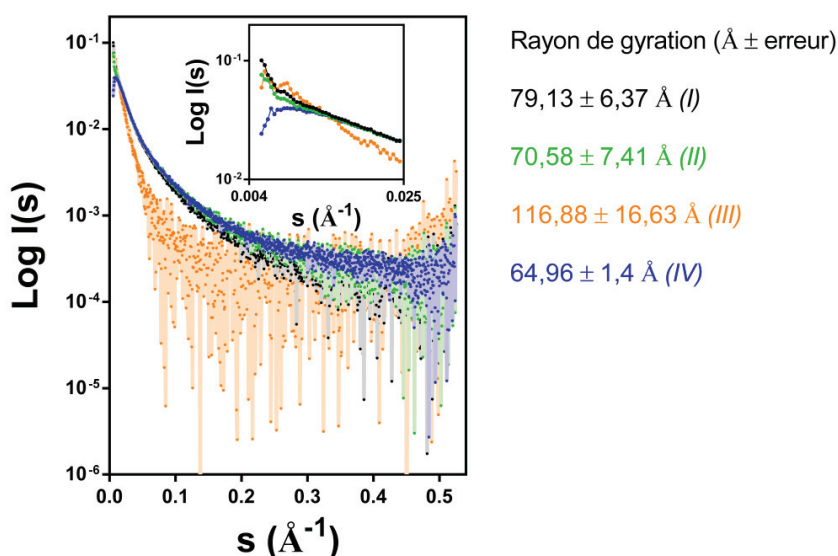 Rayon de gyration (Å ± erreur)
79,13 ± 6,37 Å (I)
70,58 ± 7,41 Å (II)
116,88 ± 16,63 Å (III)
64,96 ± 1,4 Å (IV)
Log I(s)
10⁻¹
10⁻²
10⁻³
10⁻⁴
10⁻⁵
10⁻⁶
0.0 0.1 0.2 0.3 0.4 0.5
s (Å⁻¹)
Log I(s)
10⁻¹
10⁻²
0.004 0.025
s (Å⁻¹)